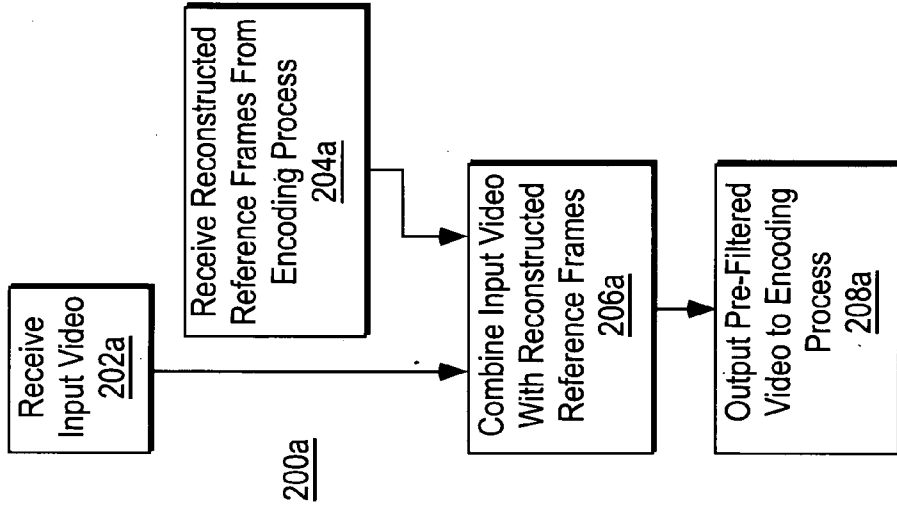 Receive
Input Video
202a
Receive Reconstructed
Reference Frames From
Encoding Process
204a
200a
Combine Input Video
With Reconstructed
Reference Frames
206a
Output Pre-Filtered
Video to Encoding
Process
208a